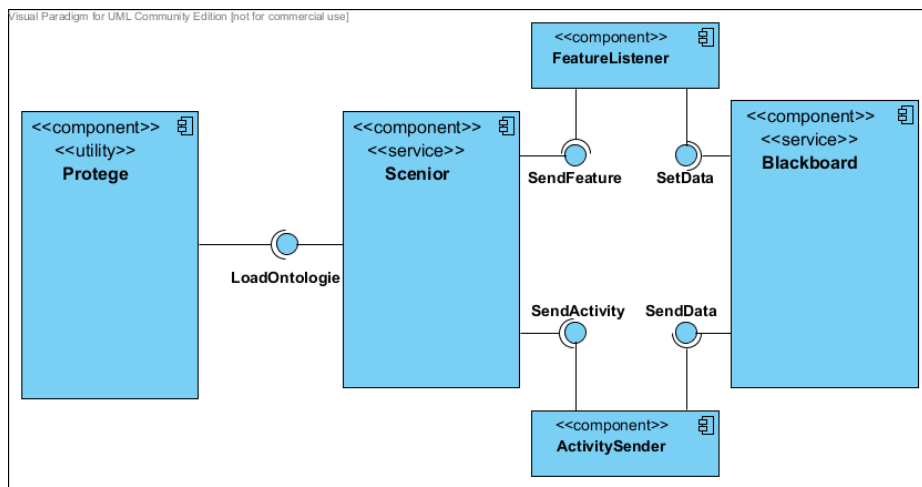 Visual Paradigm for UML Community Edition [not for commercial use]
<<component>>
FeatureListener
<<component>>
<<utility>>
Protege
<<component>>
<<service>>
Scenior
<<component>>
<<service>>
Blackboard
SendFeature
SetData
LoadOntologie
SendActivity
SendData
<<component>>
ActivitySender